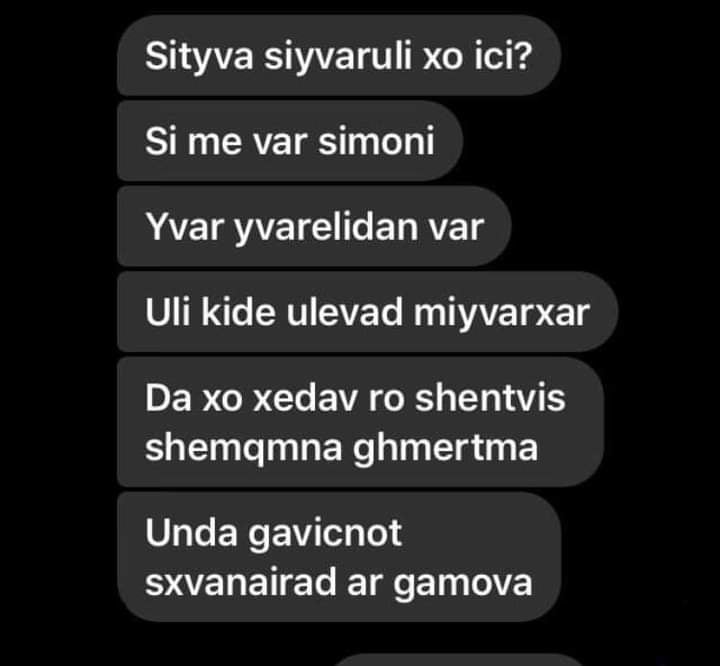 Sityva siyvaruli xo ici?
Si me var simoni
Yvar yvarelidan var
Uli kide ulevad miyvarxar
Da xo xedav ro shentvis
shemqmna ghmertma
Unda gavicnot
sxvanairad ar gamova